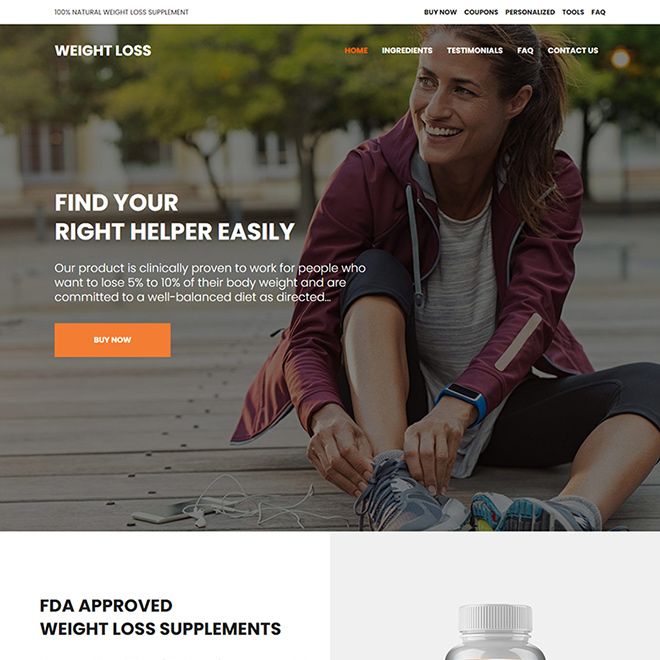 100% NATURAL WEIGHT LOSS SUPPLEMENT
BUY NOW COUPONS PERSONALIZED TOOLS FAQ
WEIGHT LOSS
HOME INGREDIENTS TESTIMONIALS FAQ CONTACT US
FIND YOUR
RIGHT HELPER EASILY
Our product is clinically proven to work for people who
want to lose 5% to 10% of their body weight and are
committed to a well-balanced diet as directed...
BUY NOW
FDA APPROVED
WEIGHT LOSS SUPPLEMENTS